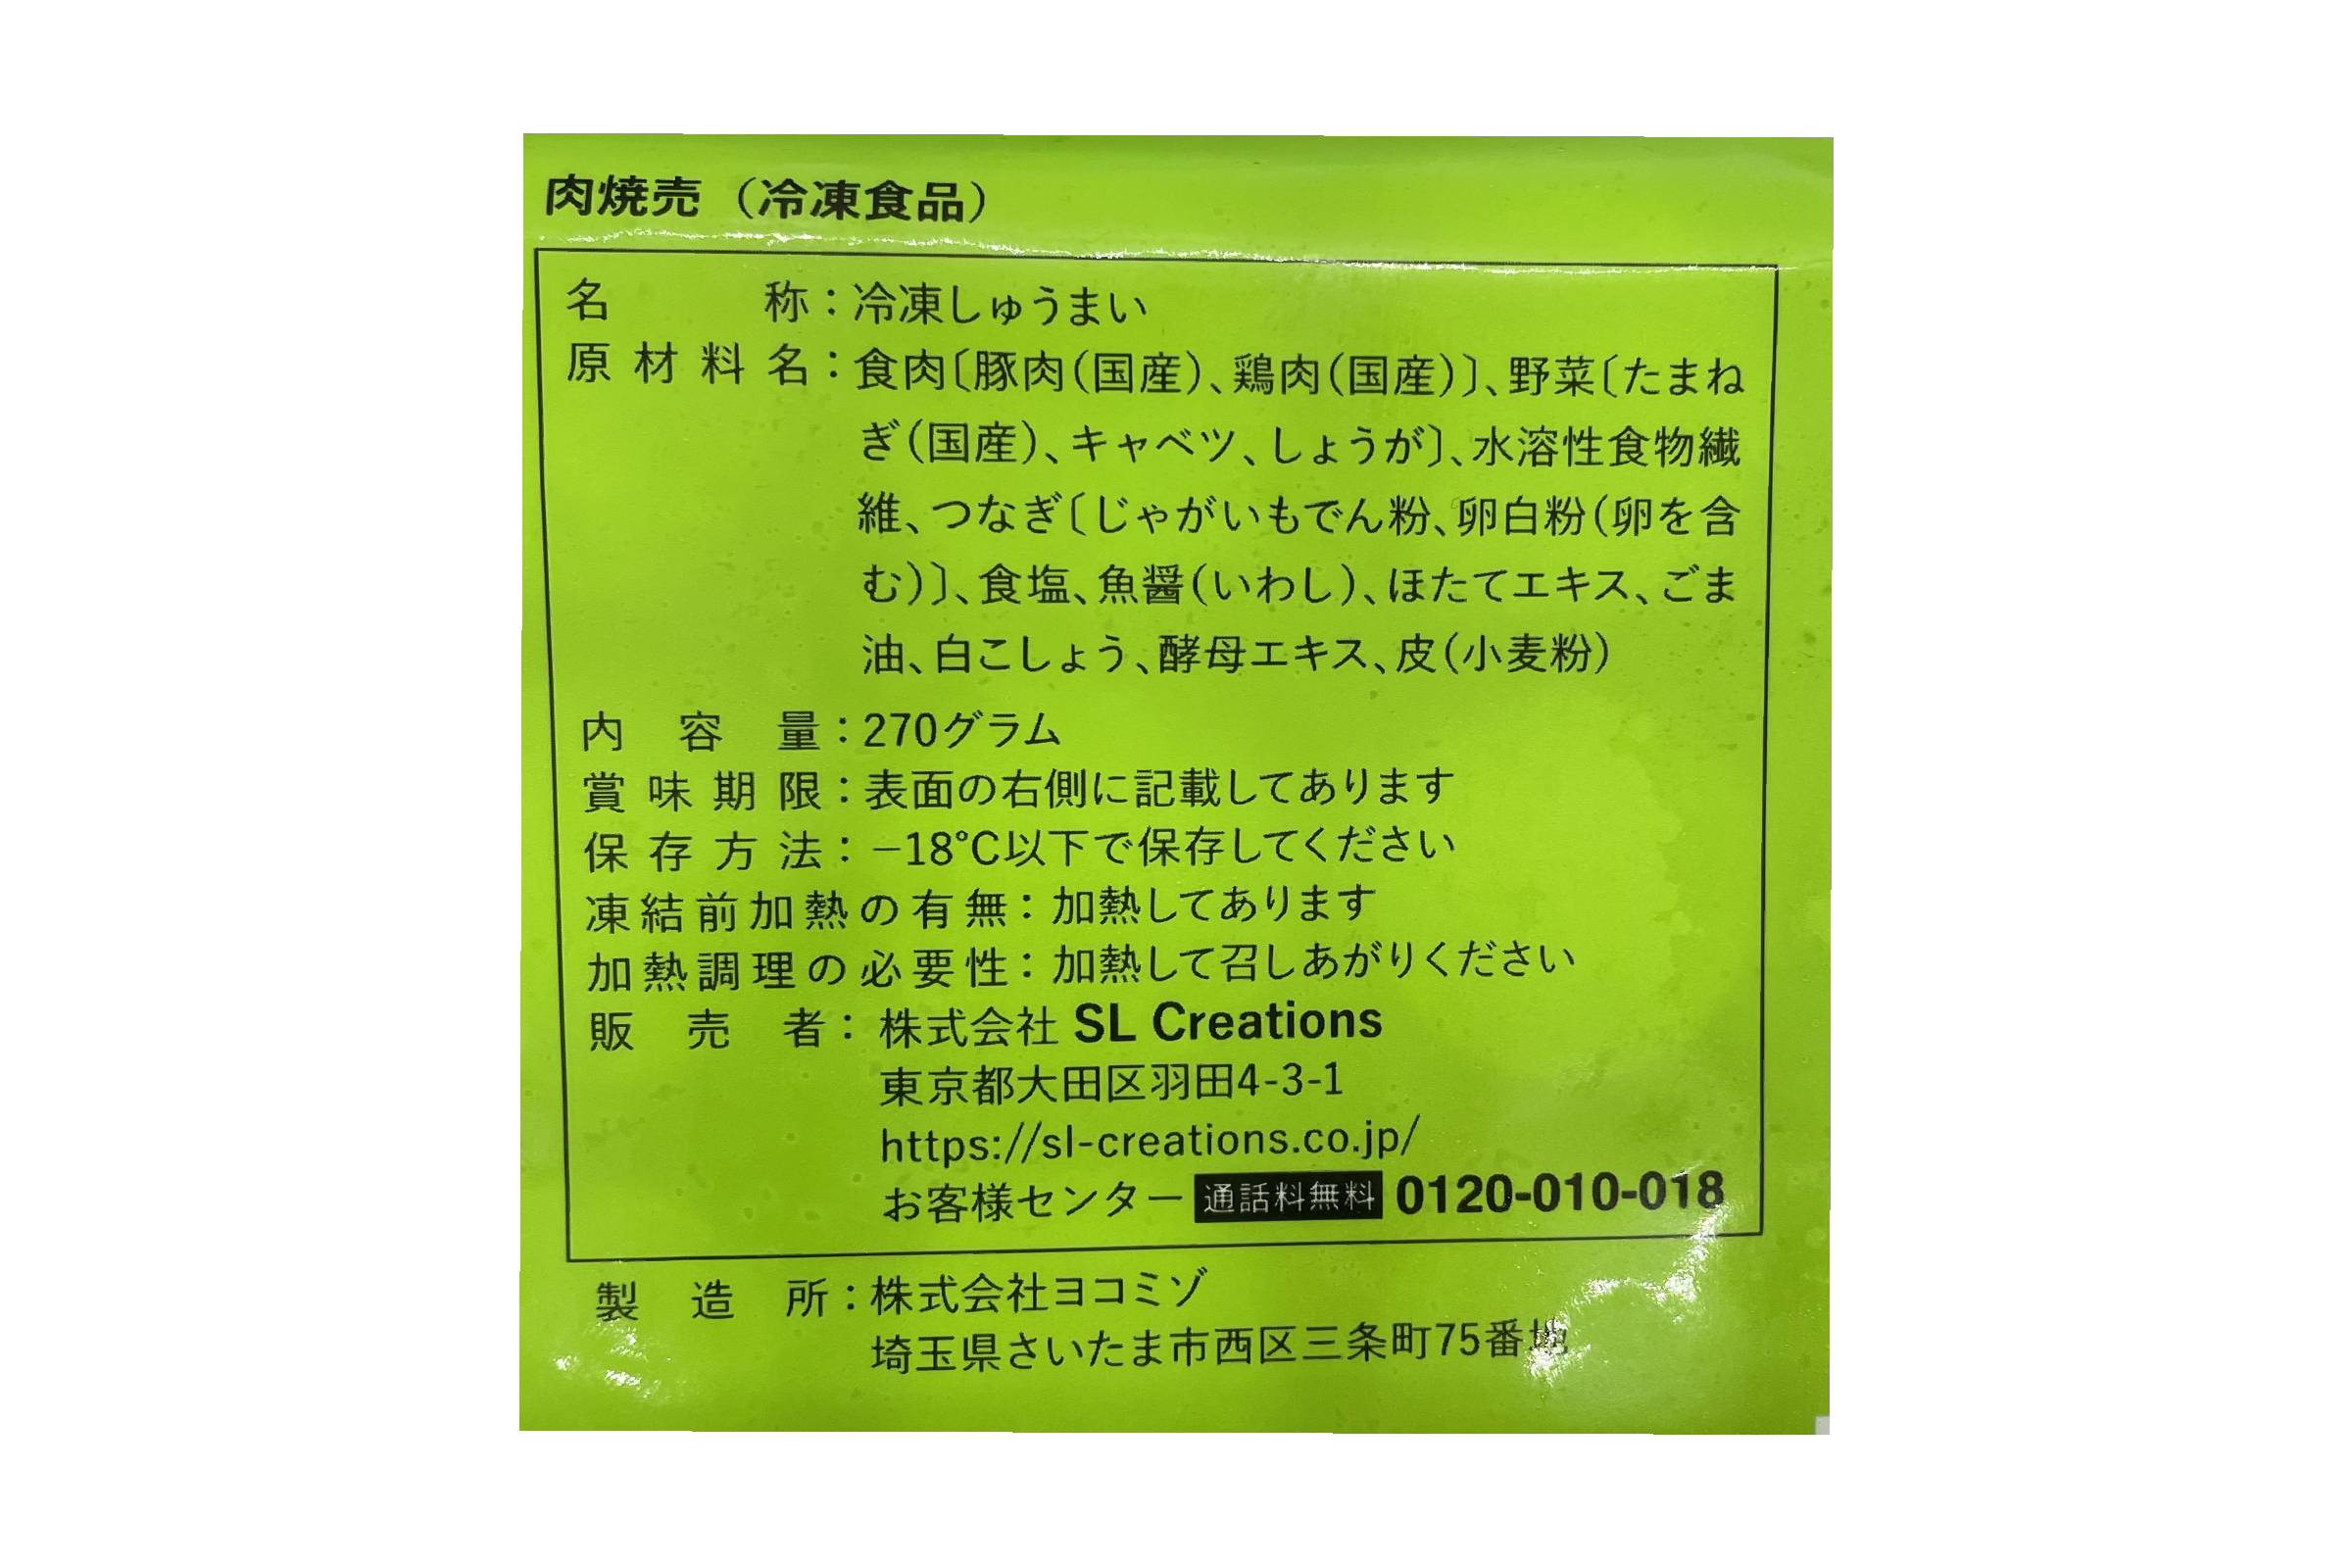 肉焼売（冷凍食品）
名称：冷凍しゅうまい
原材料名：食肉〔豚肉（国産）、鶏肉（国産）〕、野菜〔たまね
ぎ（国産）、キャベツ、しょうが〕、水溶性食物繊
維、つなぎ〔じゃがいもでん粉、卵白粉（卵を含
む）〕、食塩、魚醤（いわし）、ほたてエキス、ごま
油、白こしょう、酵母エキス、皮（小麦粉）
内容量：270グラム
賞味期限：表面の右側に記載してあります
保存方法：−18℃以下で保存してください
凍結前加熱の有無：加熱してあります
加熱調理の必要性：加熱して召しあがりください
販売者：株式会社 SL Creations
東京都大田区羽田4-3-1
https://sl-creations.co.jp/
お客様センター 通話料無料 0120-010-018
製造所：株式会社ヨコミゾ
埼玉県さいたま市西区三条町75番地